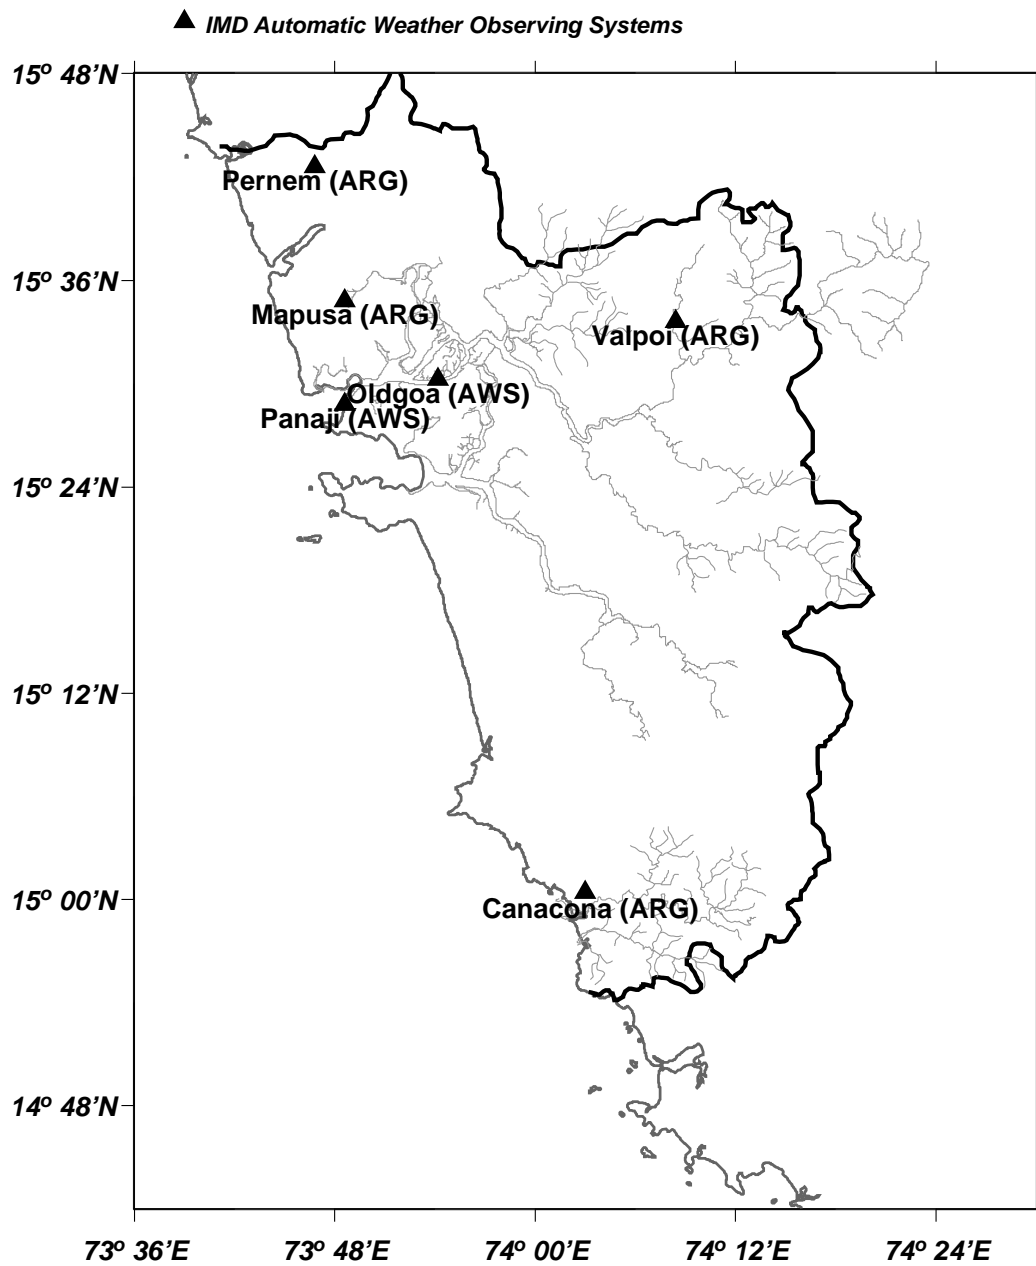 IMD Automatic Weather Observing Systems
15º 48’N
Pernem (ARG)
15º 36’N
Mapusa (ARG)
Valpoi (ARG)
Oldgoa (AWS)
Panaji (AWS)
15º 24’N
15º 12’N
15º 00’N
Canacona (ARG)
14º 48’N
73º 36’E 73º 48’E 74º 00’E 74º 12’E 74º 24’E